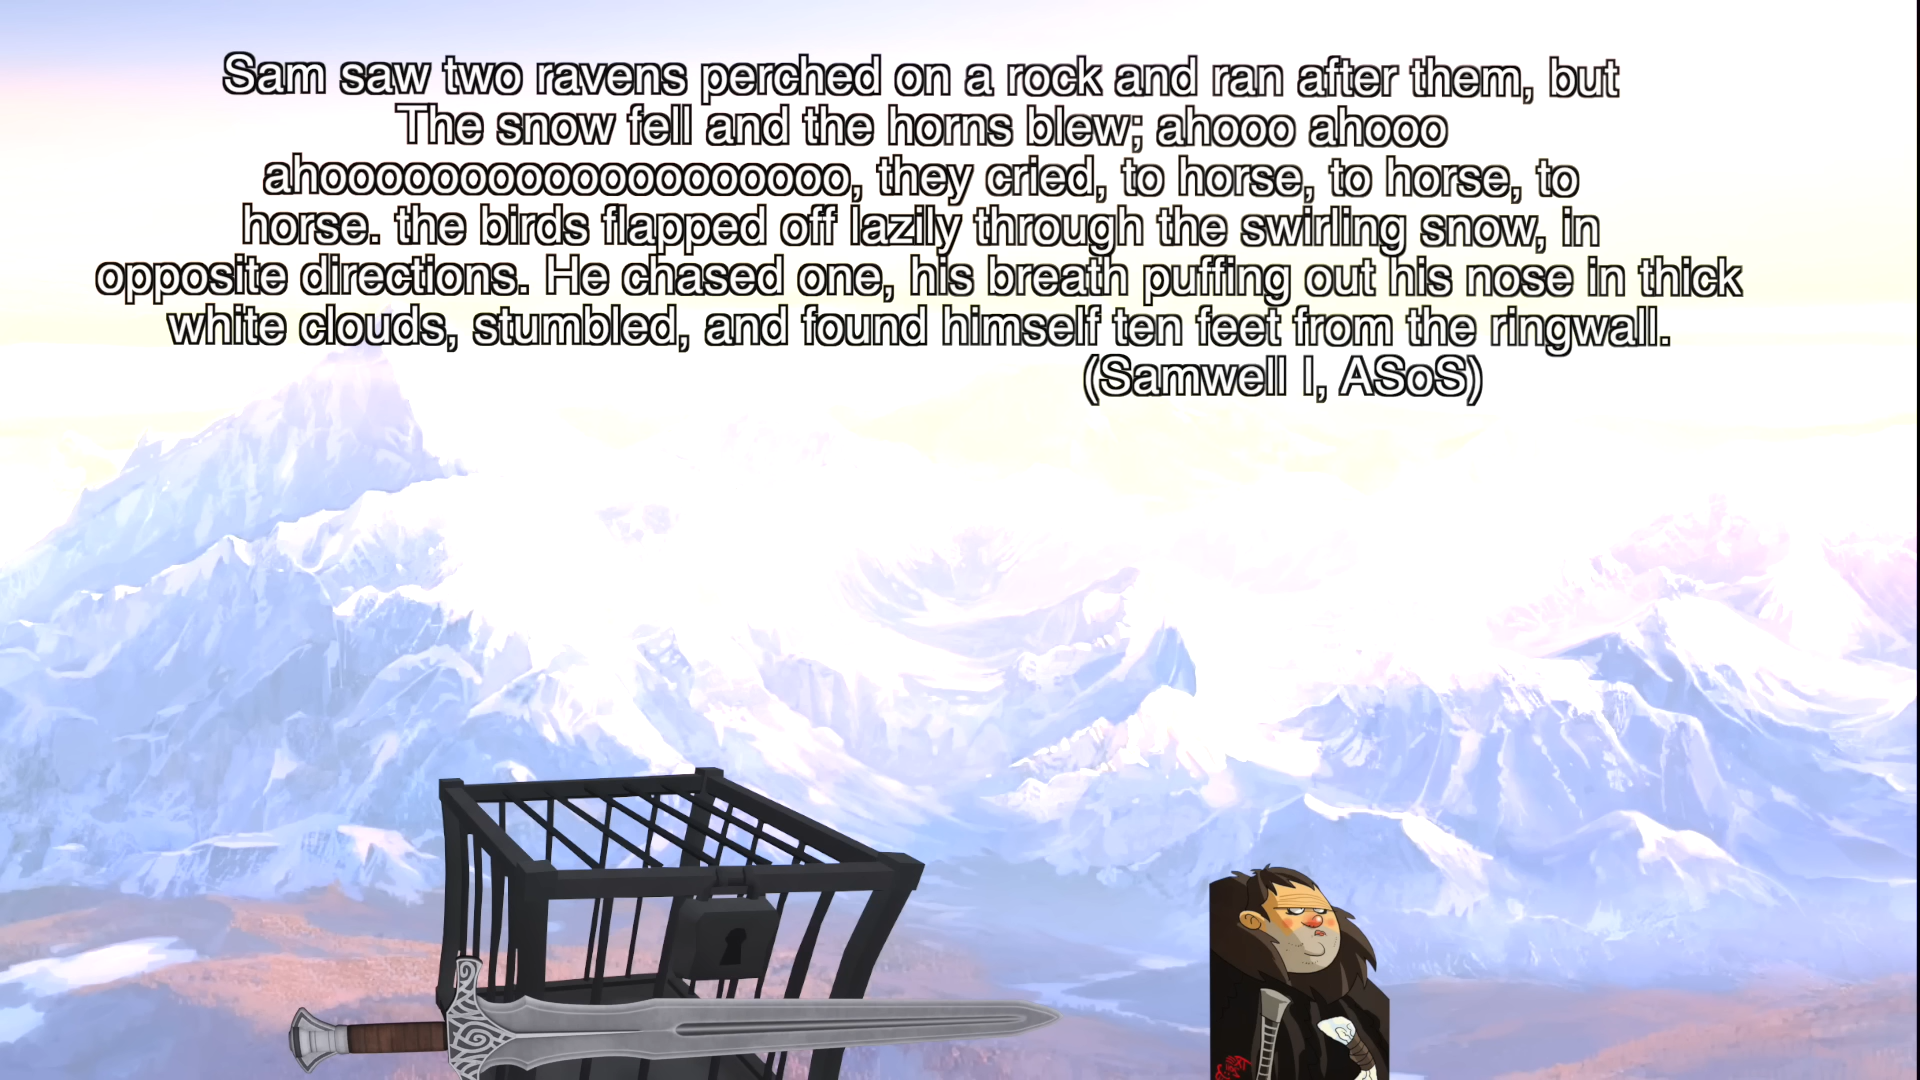 Sam saw two ravens perched on a rock and ran after them, but
The snow fell and the horns blew; ahooo ahooo
ahooooooooooooooooooooo, they cried, to horse, to horse, to
horse. the birds flapped off lazily through the swirling snow, in
opposite directions. He chased one, his breath puffing out his nose in thick
white clouds, stumbled, and found himself ten feet from the ringwall.
(Samwell I, ASoS)